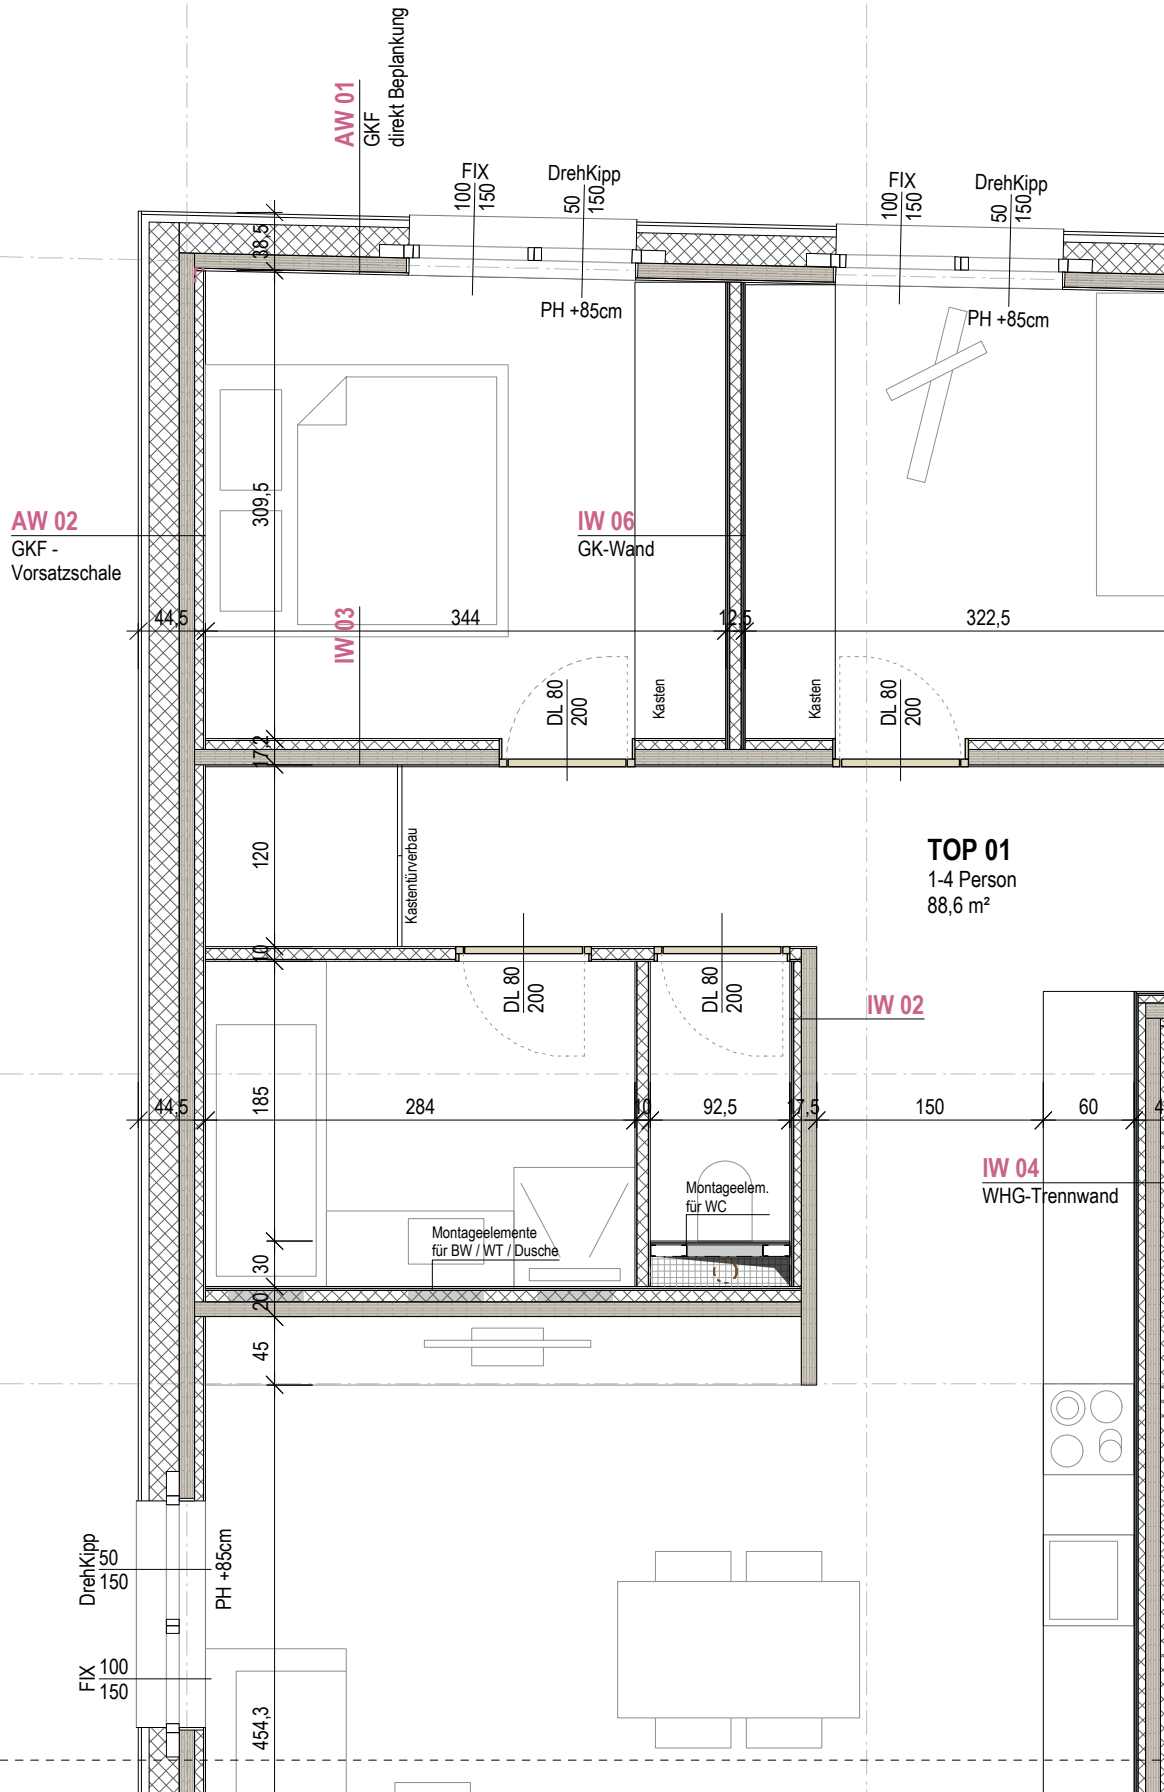 AW 01
GKF
direkt Beplankung
FIX
100
150
DrehKipp
50
150
FIX
100
150
DrehKipp
50
150
38,5
PH +85cm
PH +85cm
309,5
AW 02
GKF -
Vorsatzschale
IW 06
GK-Wand
IW 03
44,5
344
12,5
322,5
DL 80
200
Kasten
Kasten
DL 80
200
17,2
120
Kastentürverbau
TOP 01
1-4 Person
88,6 m²
10
DL 80
200
DL 80
200
IW 02
185
44,5
284
10
92,5
17,5
150
60
4
IW 04
WHG-Trennwand
Montageelem.
für WC
Montageelemente
für BW / WT / Dusche
30
20
45
DrehKipp
50
150
PH +85cm
FIX
100
150
454,3